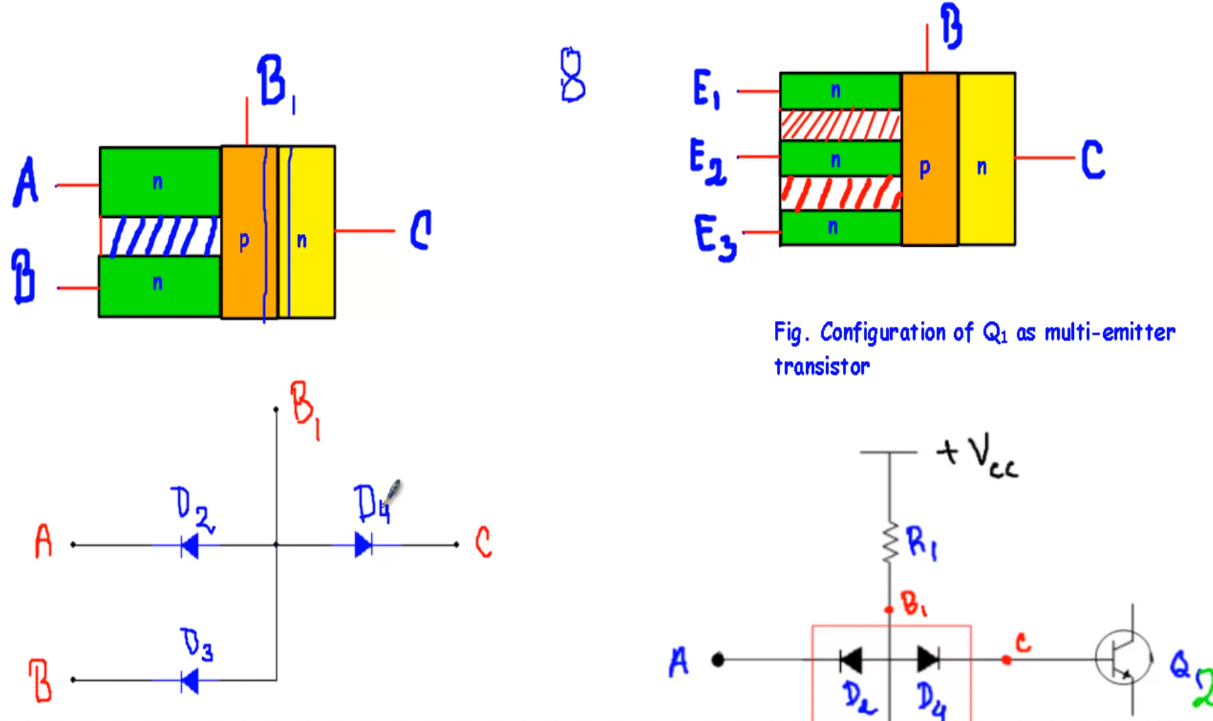 B₁
A
n
p
n
C
B
n
8
B
E₁
n
E₂
n
p
n
C
E₃
n
Fig. Configuration of Q₁ as multi-emitter
transistor
B₁
D₂
D₄
A
C
D₃
B
+Vcc
R₁
B₁
A
C
D₂
D₄
Q₂